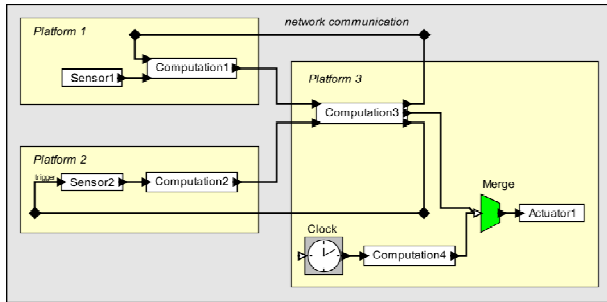 network communication
Platform 1
Sensor1
Computation1
Platform 3
Computation3
Platform 2
trigger
Sensor2
Computation2
Merge
Actuator1
Clock
Computation4